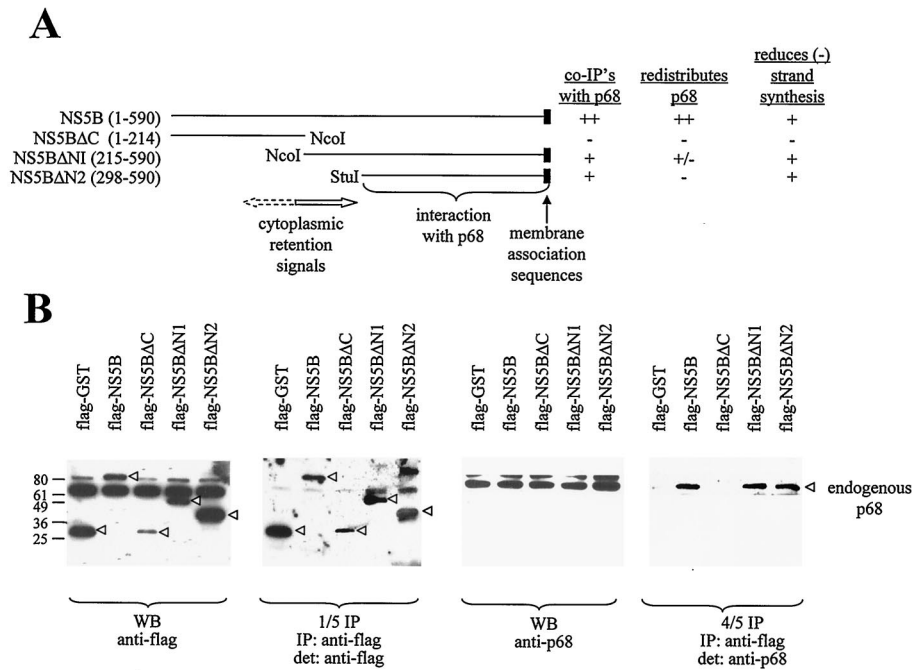 A
co-IP's
with p68
redistributes
p68
reduces (-)
strand
synthesis
NS5B (1-590) ++ ++ +
NS5BΔC (1-214) NcoI - - -
NS5BΔNI (215-590) NcoI + +/- +
NS5BΔN2 (298-590) StuI + - +
cytoplasmic
retention
signals
interaction
with p68
membrane
association
sequences
B
flag-GST
flag-NS5B
flag-NS5BΔC
flag-NS5BΔN1
flag-NS5BΔN2
flag-GST
flag-NS5B
flag-NS5BΔC
flag-NS5BΔN1
flag-NS5BΔN2
flag-GST
flag-NS5B
flag-NS5BΔC
flag-NS5BΔN1
flag-NS5BΔN2
flag-GST
flag-NS5B
flag-NS5BΔC
flag-NS5BΔN1
flag-NS5BΔN2
80
61
49
36
25
endogenous
p68
WB
anti-flag
1/5 IP
IP: anti-flag
det: anti-flag
WB
anti-p68
4/5 IP
IP: anti-flag
det: anti-p68